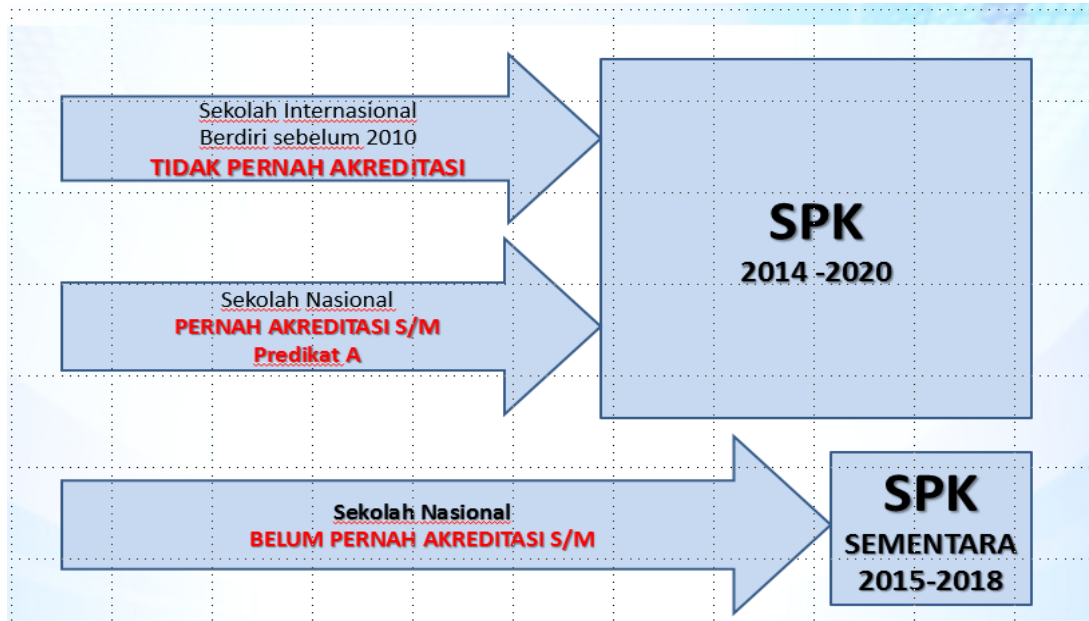 Sekolah Internasional
Berdiri sebelum 2010
TIDAK PERNAH AKREDITASI
SPK
2014 -2020
Sekolah Nasional
PERNAH AKREDITASI S/M
Predikat A
Sekolah Nasional
BELUM PERNAH AKREDITASI S/M
SPK
SEMENTARA
2015-2018